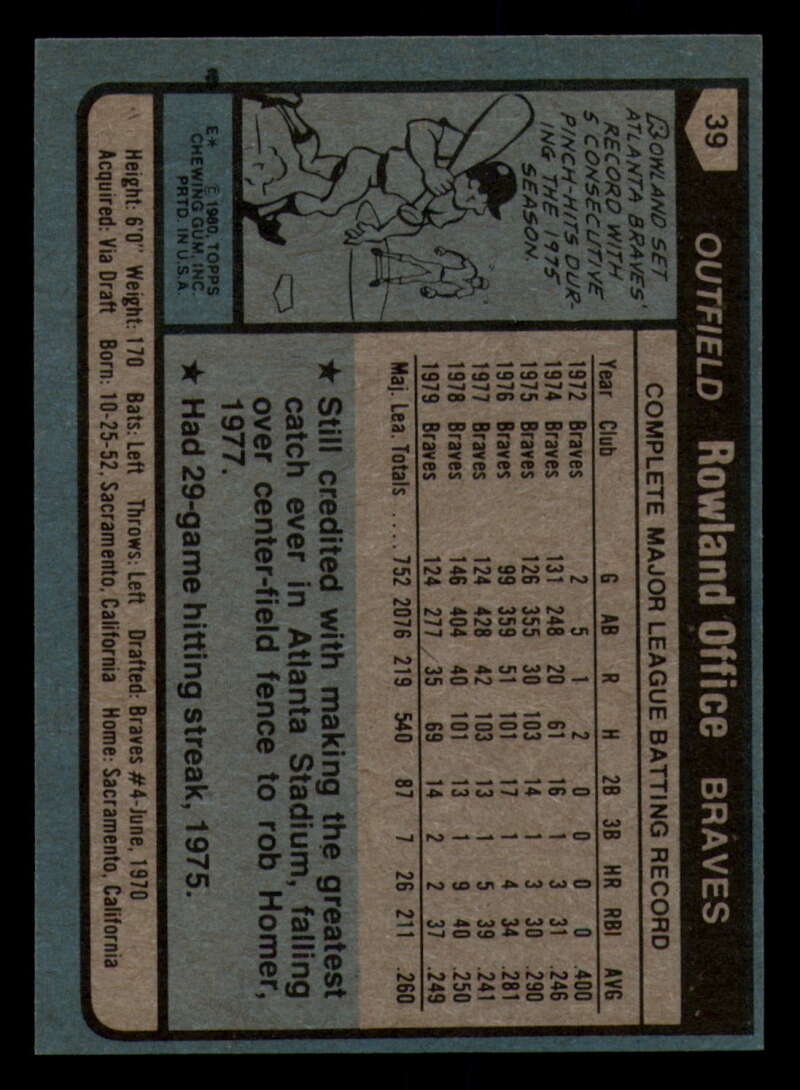 39 OUTFIELD Rowland Office BRAVES
ROWLAND SET
ATLANTA BRAVES'
RECORD WITH
5 CONSECUTIVE
PINCH-HITS DUR-
ING THE 1975
SEASON.
E* © 1980, TOPPS
CHEWING GUM, INC.
PRTD. IN U.S.A.
COMPLETE MAJOR LEAGUE BATTING RECORD
Year Club G AB R H 2B 3B HR RBI AVG
1972 Braves 2 5 1 2 0 0 0 0 .400
1974 Braves 131 248 20 61 16 1 3 31 .246
1975 Braves 126 355 30 103 14 1 3 30 .290
1976 Braves 99 359 51 101 17 1 4 34 .281
1977 Braves 124 428 42 103 13 1 5 39 .241
1978 Braves 146 404 40 101 13 1 9 40 .250
1979 Braves 124 277 35 69 14 2 2 37 .249
Maj. Lea. Totals .... 752 2076 219 540 87 7 26 211 .260
★ Still credited with making the greatest
catch ever in Atlanta Stadium, falling
over center-field fence to rob Homer,
1977.
★ Had 29-game hitting streak, 1975.
Height: 6'0" Weight: 170 Bats: Left Throws: Left Drafted: Braves #4-June, 1970
Acquired: Via Draft Born: 10-25-52, Sacramento, California Home: Sacramento, California